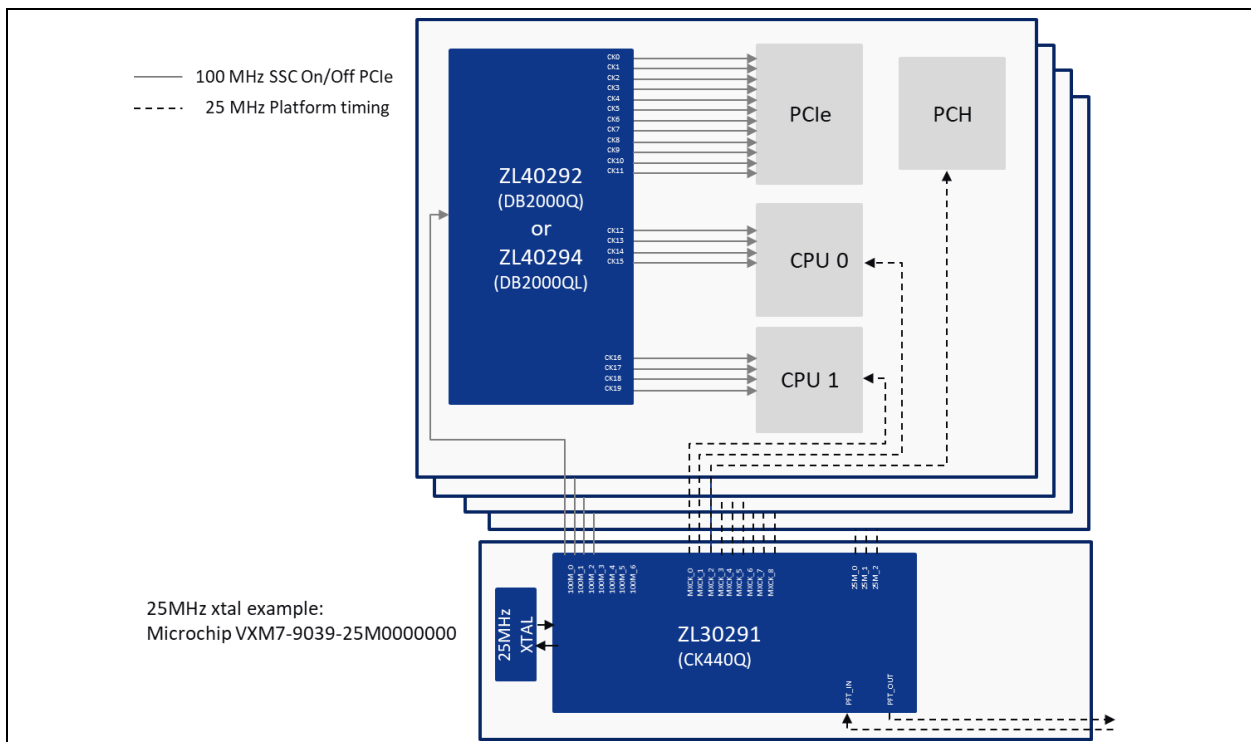 100 MHz SSC On/Off PCIe
25 MHz Platform timing
ZL40292
(DB2000Q)
or
ZL40294
(DB2000QL)
CK0
CK1
CK2
CK3
CK4
CK5
CK6
CK7
CK8
CK9
CK10
CK11
CK12
CK13
CK14
CK15
CK16
CK17
CK18
CK19
PCIe
PCH
CPU 0
CPU 1
100M_0
100M_1
100M_2
100M_3
100M_4
100M_5
100M_6
MXCK_0
MXCK_1
MXCK_2
MXCK_3
MXCK_4
MXCK_5
MXCK_6
MXCK_7
MXCK_8
25M_0
25M_1
25M_2
25MHz xtal example:
Microchip VXM7-9039-25M0000000
25MHz
XTAL
ZL30291
(CK440Q)
PFT_IN
PFT_OUT